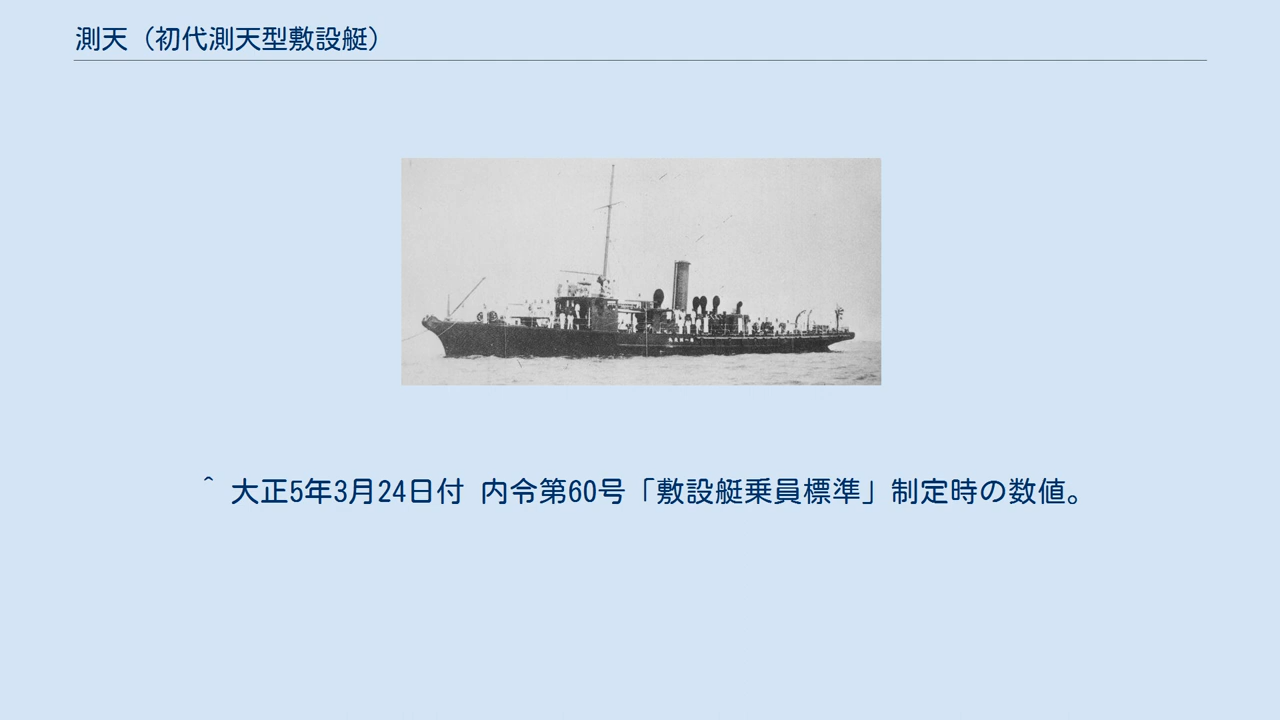 測天（初代測天型敷設艇）
^ 大正5年3月24日付 内令第60号「敷設艇乗員標準」制定時の数値。